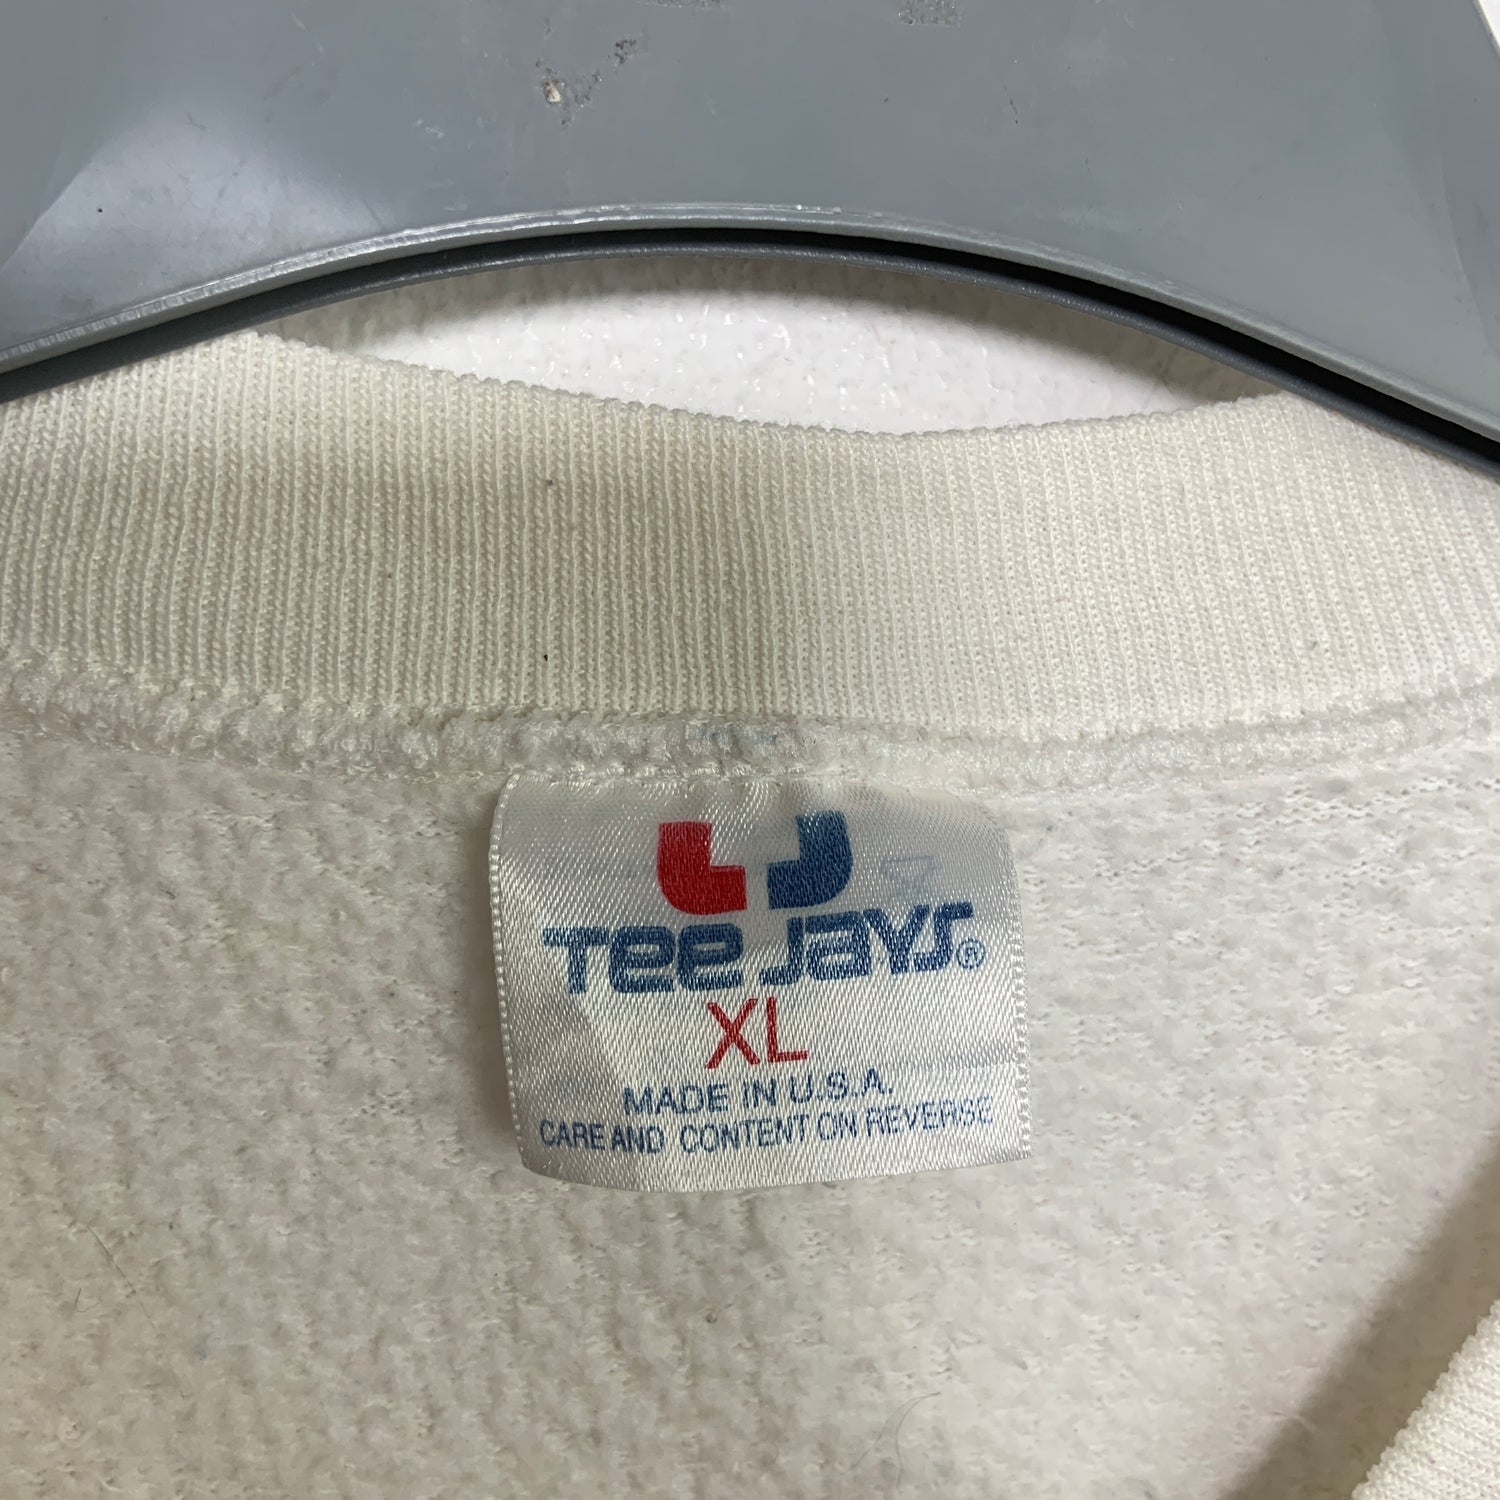 Tee Jays®
XL
MADE IN U.S.A.
CARE AND CONTENT ON REVERSE